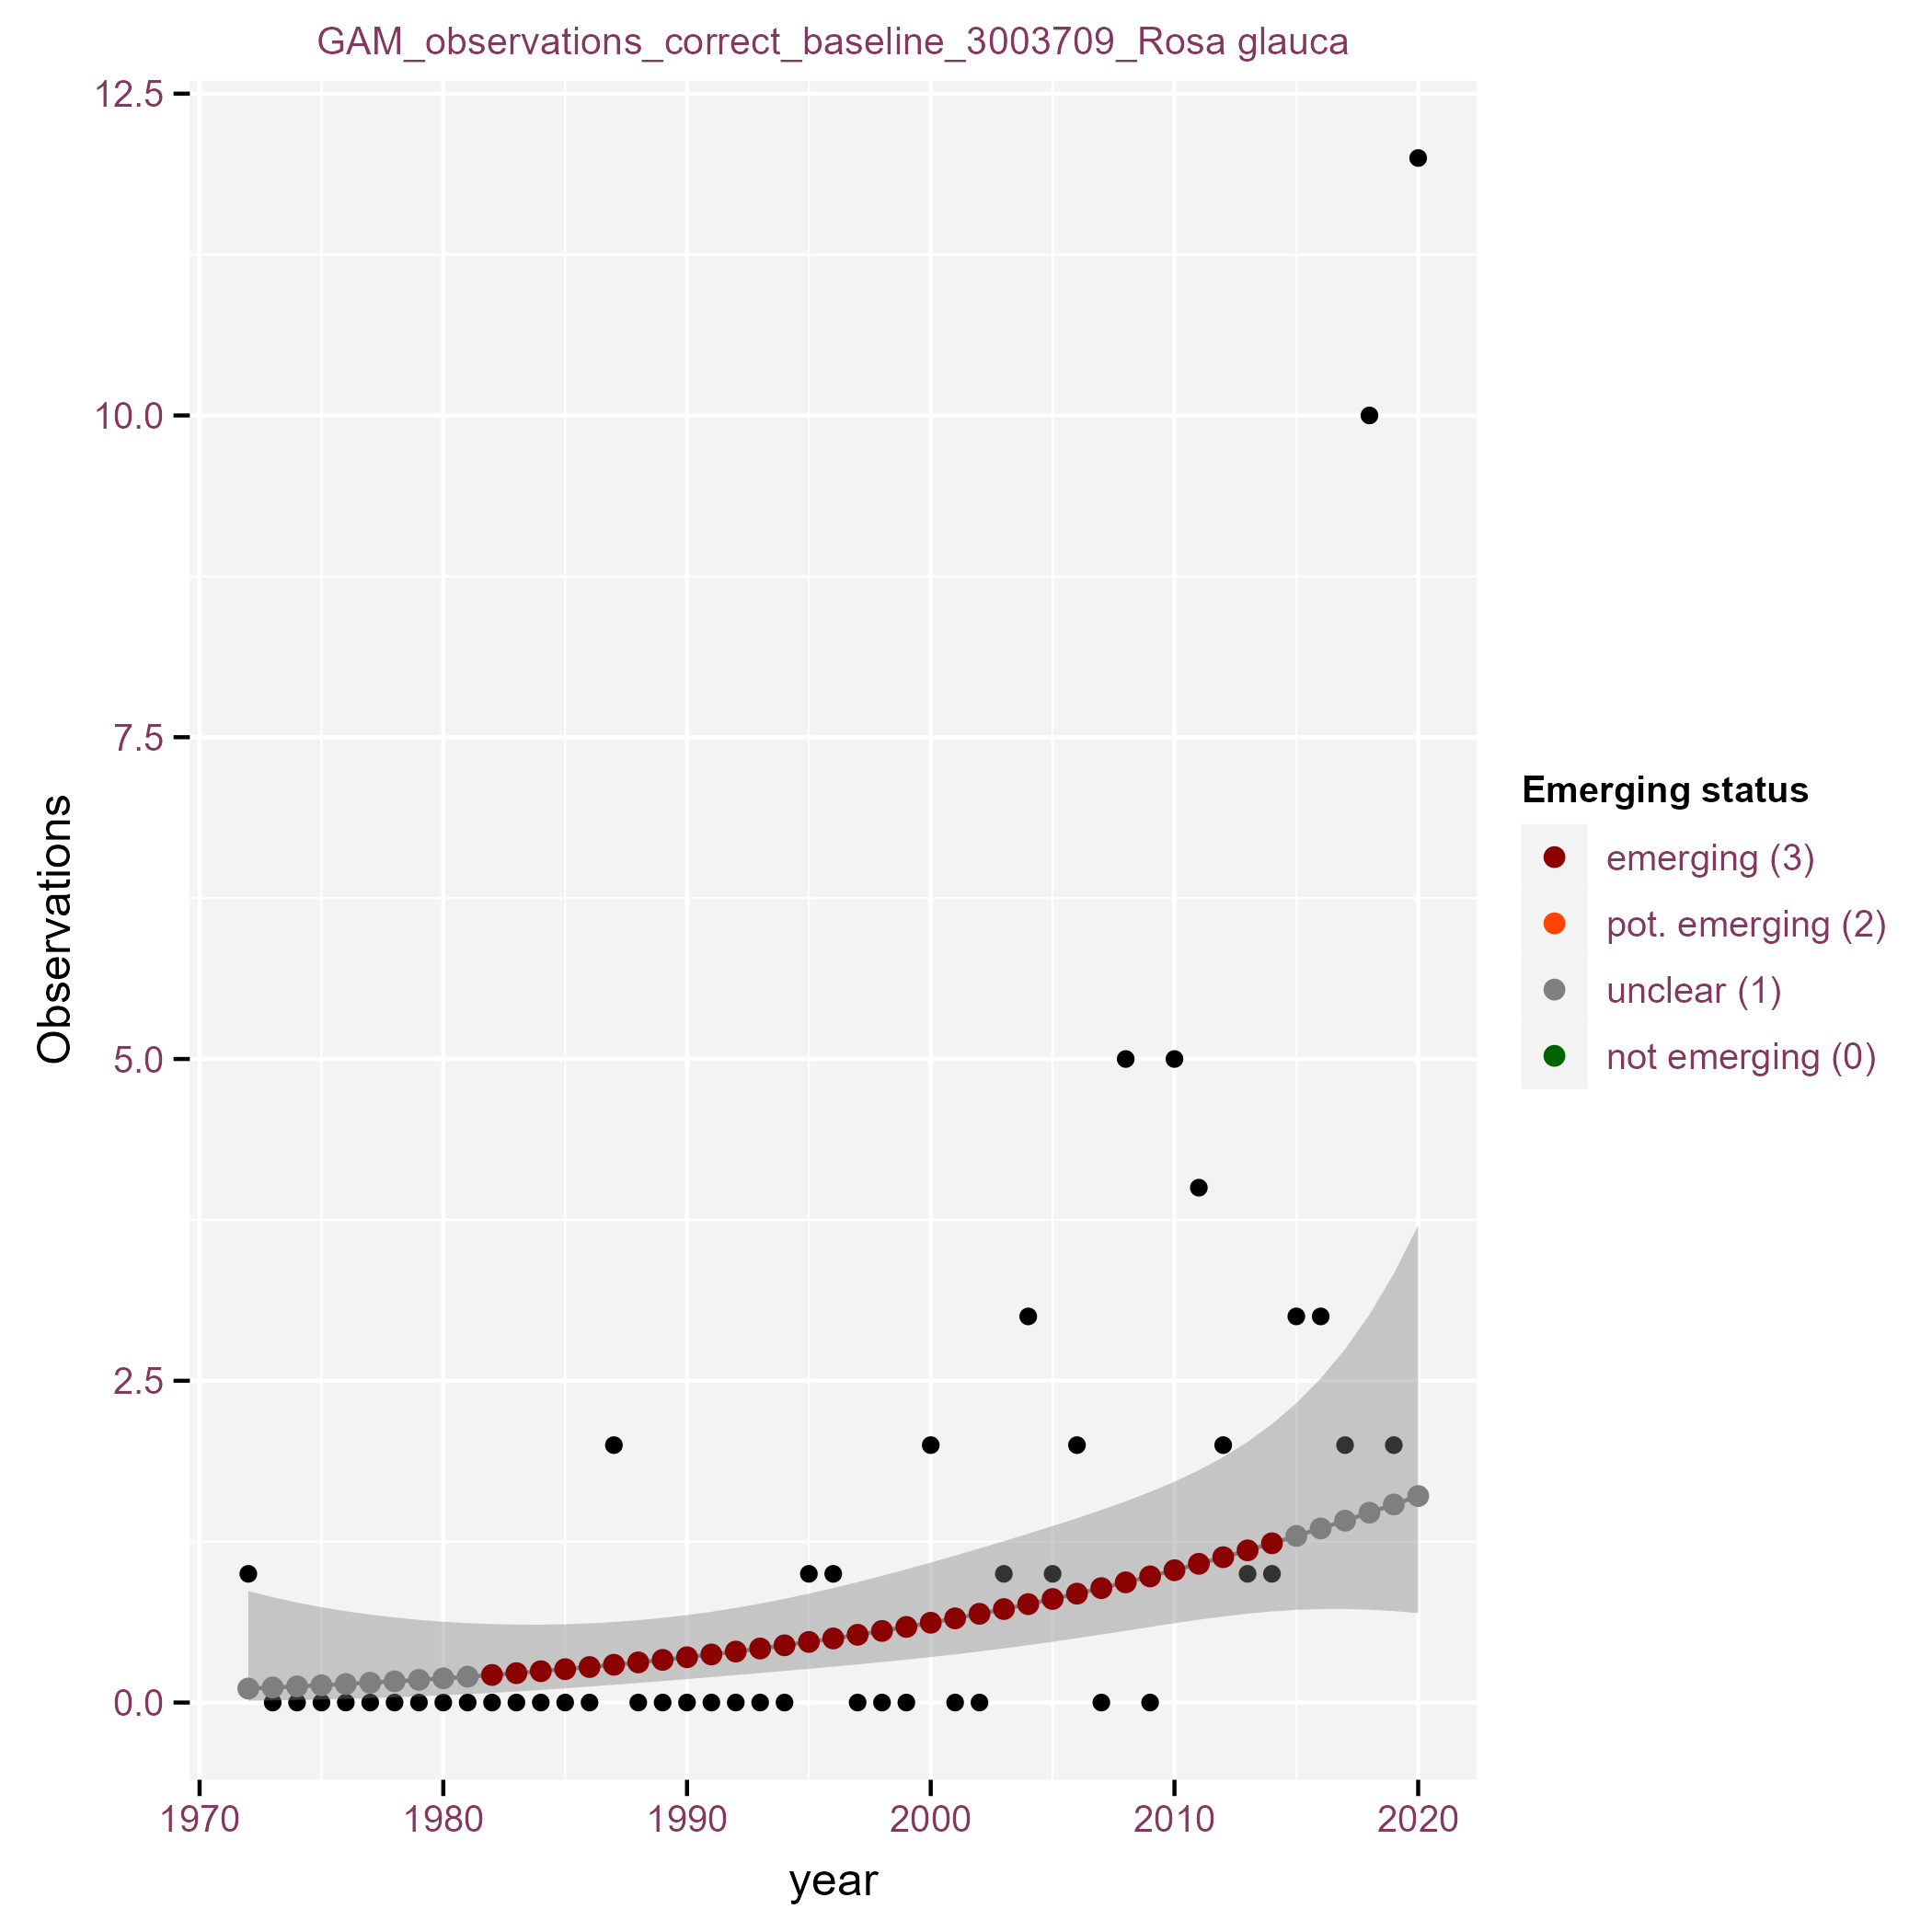 GAM_observations_correct_baseline_3003709_Rosa glauca
12.5
10.0
7.5
5.0
2.5
0.0
Observations
1970 1980 1990 2000 2010 2020
year
Emerging status
emerging (3)
pot. emerging (2)
unclear (1)
not emerging (0)